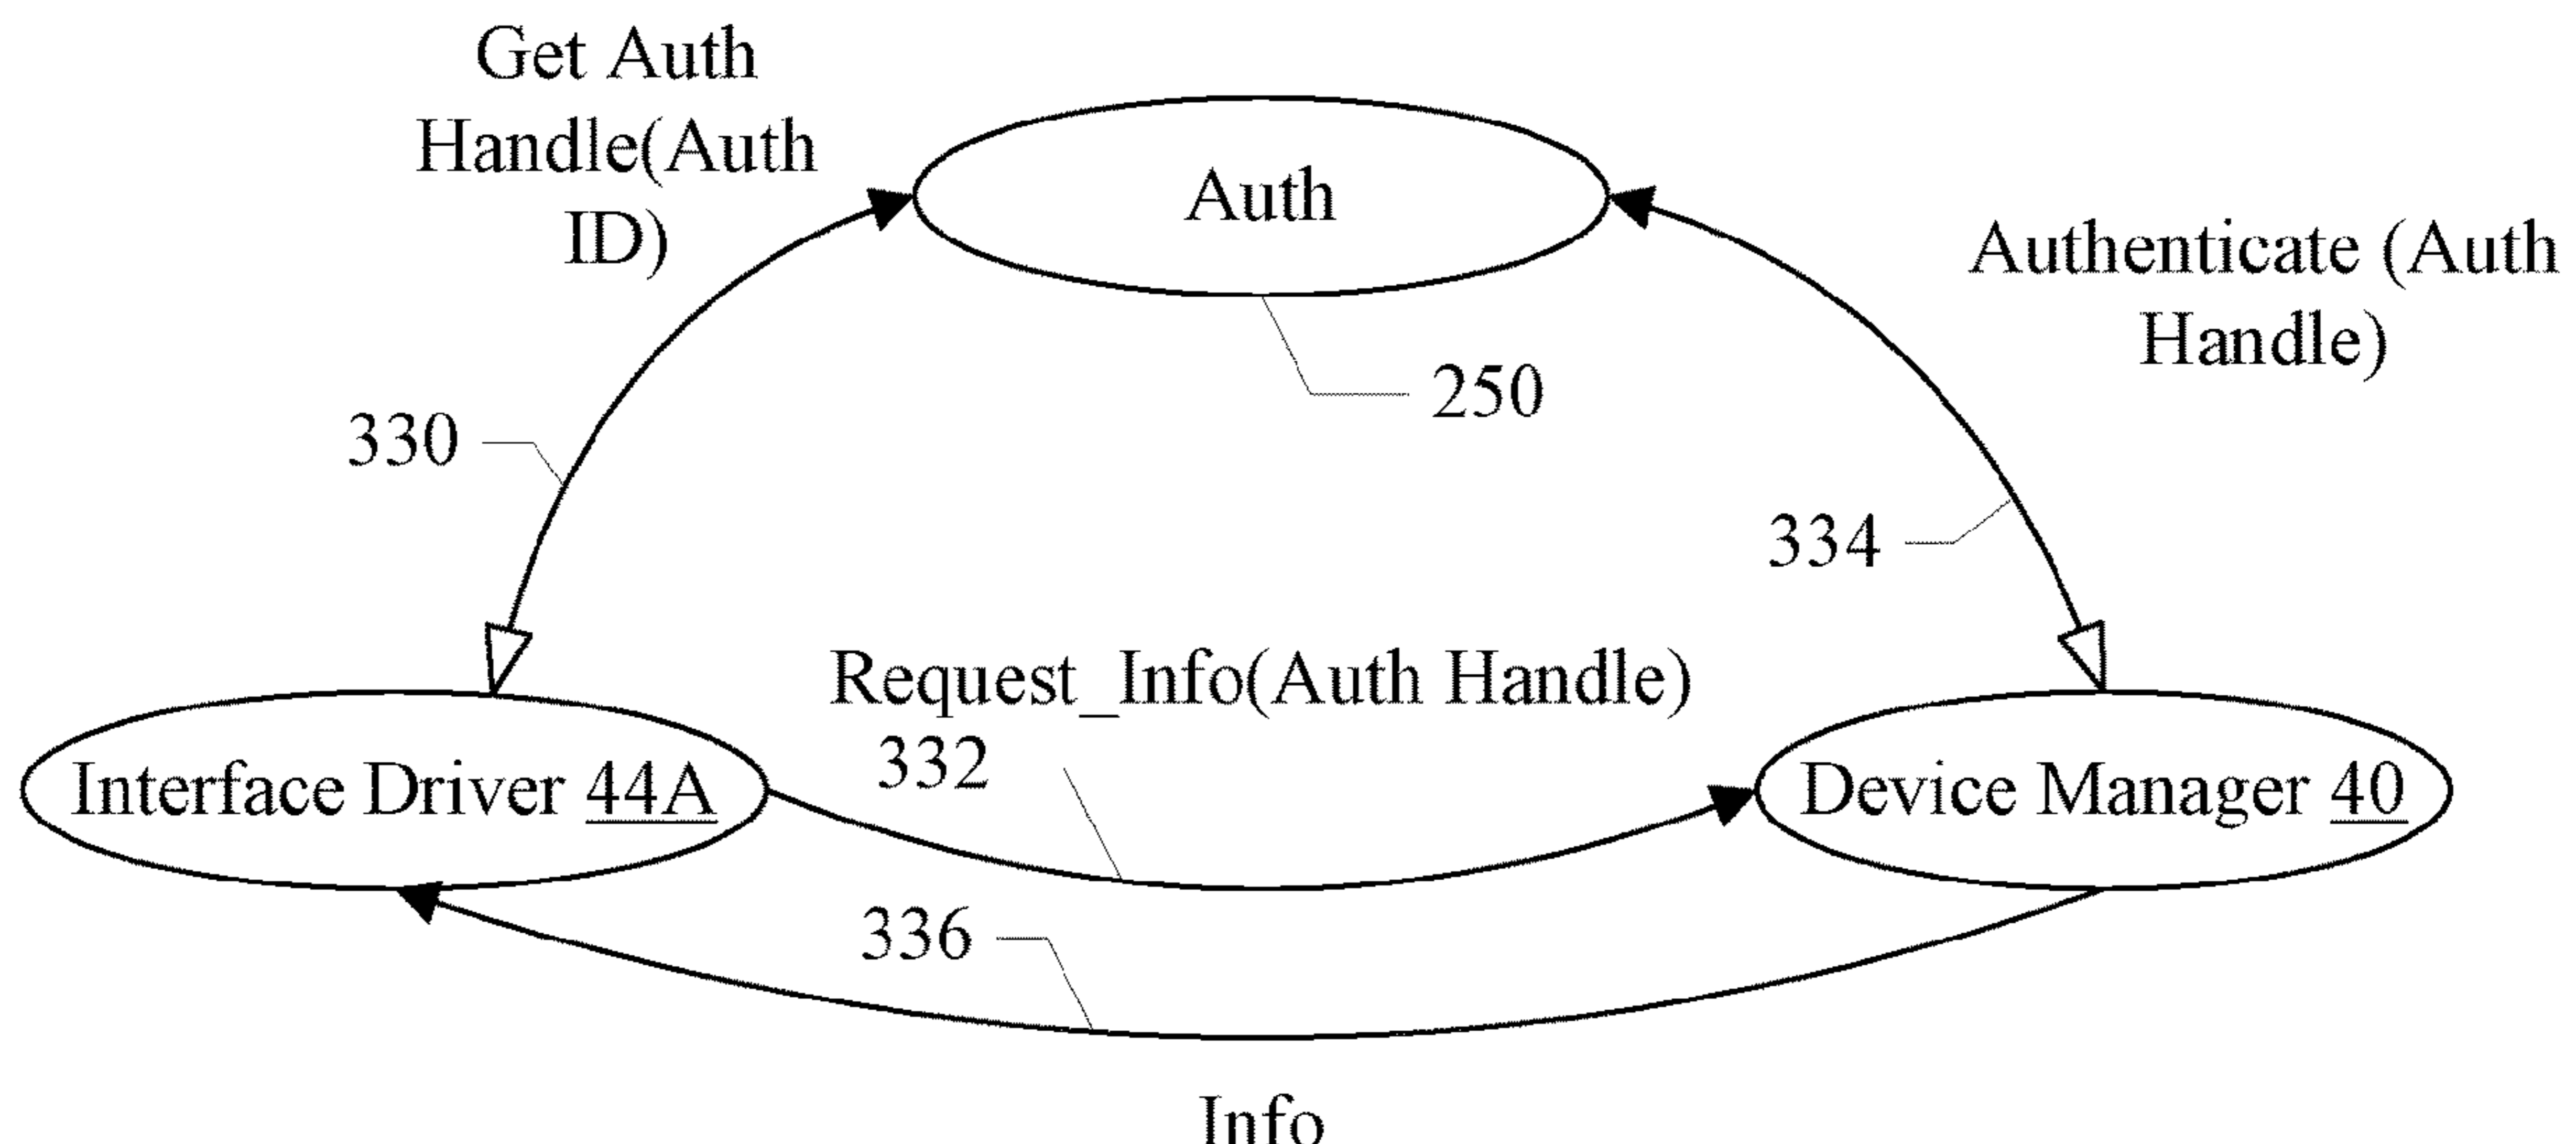 Get Auth
Handle(Auth
ID)
Auth
Authenticate (Auth
Handle)
250
330
334
Request_Info(Auth Handle)
332
Interface Driver 44A
Device Manager 40
336
Info